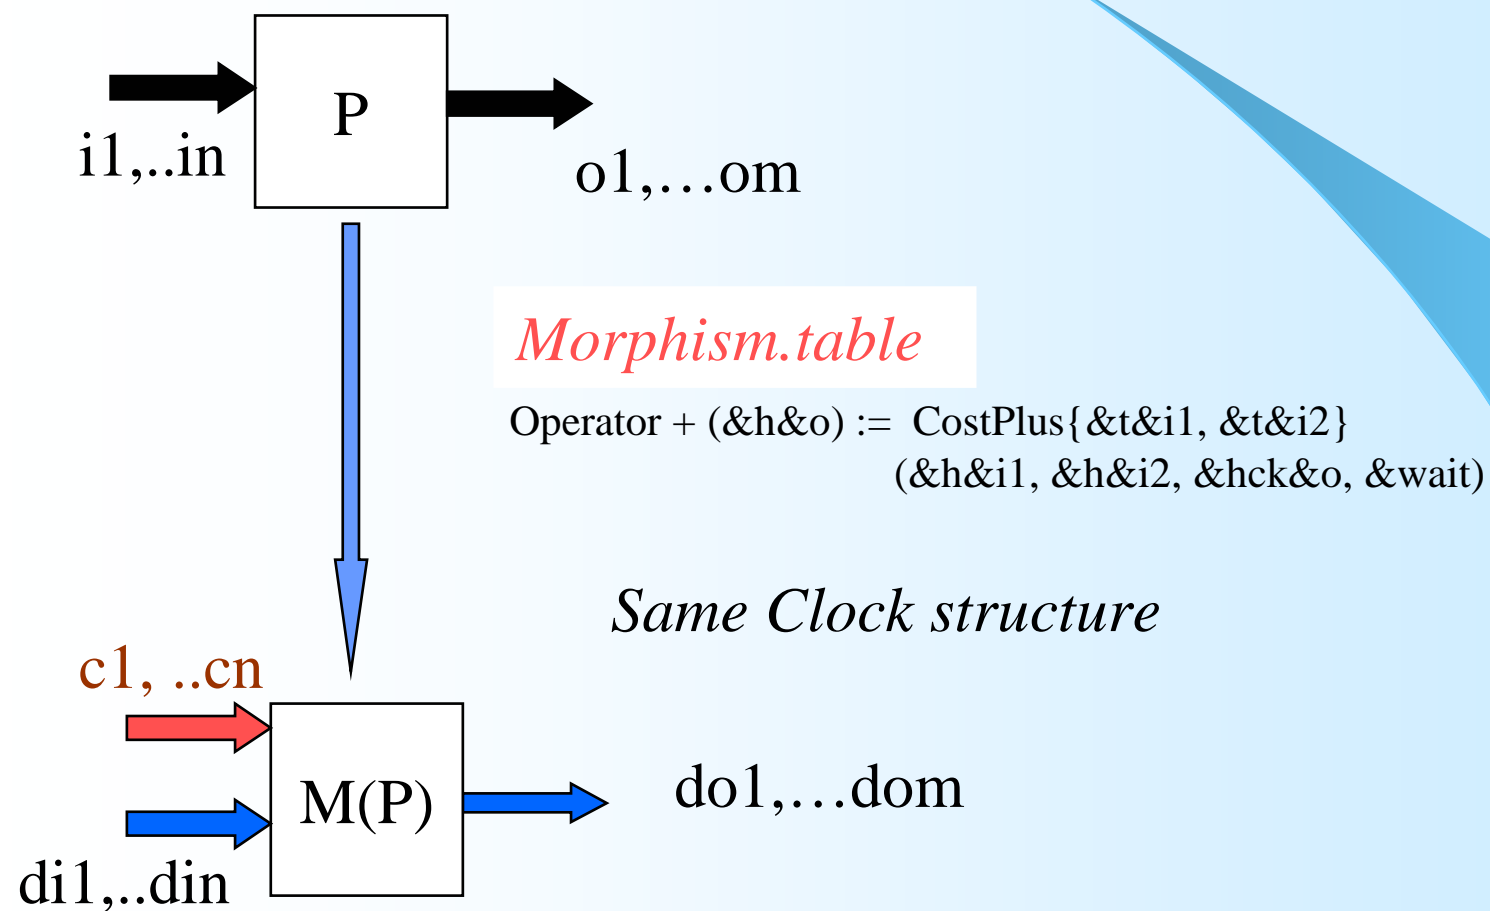 P
i1,..in
o1,…om
Morphism.table
Operator + (&h&o) := CostPlus{&t&i1, &t&i2}
(&h&i1, &h&i2, &hck&o, &wait)
Same Clock structure
c1, ..cn
M(P)
do1,…dom
di1,..din